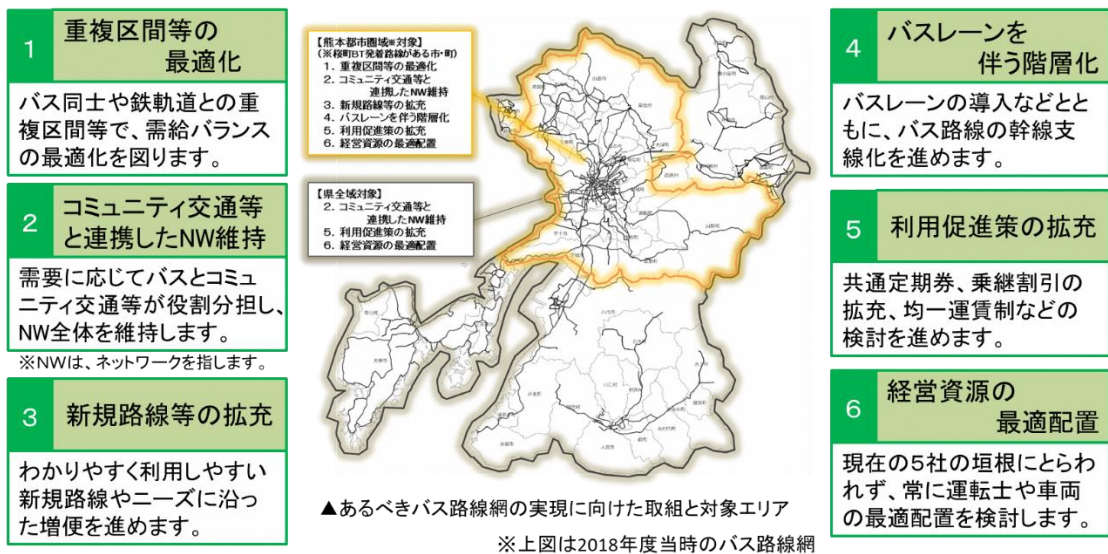 1
重複区間等の
最適化
バス同士や鉄軌道との重
複区間等で、需給バランス
の最適化を図ります。
2
コミュニティ交通等
と連携したNW維持
需要に応じてバスとコミュ
ニティ交通等が役割分担し、
NW全体を維持します。
※NWは、ネットワークを指します。
3
新規路線等の拡充
わかりやすく利用しやすい
新規路線やニーズに沿っ
た増便を進めます。
【熊本都市圏域※対象】
(※桜町BT発着路線がある市・町)
1. 重複区間等の最適化
2. コミュニティ交通等と
連携したNW維持
3. 新規路線等の拡充
4. バスレーンを伴う階層化
5. 利用促進策の拡充
6. 経営資源の最適配置
【県全域対象】
2. コミュニティ交通等と
連携したNW維持
5. 利用促進策の拡充
6. 経営資源の最適配置
▲あるべきバス路線網の実現に向けた取組と対象エリア
※上図は2018年度当時のバス路線網
4
バスレーンを
伴う階層化
バスレーンの導入などとと
もに、バス路線の幹線支
線化を進めます。
5
利用促進策の拡充
共通定期券、乗継割引の
拡充、均一運賃制などの
検討を進めます。
6
経営資源の
最適配置
現在の5社の垣根にとらわ
れず、常に運転士や車両
の最適配置を検討します。